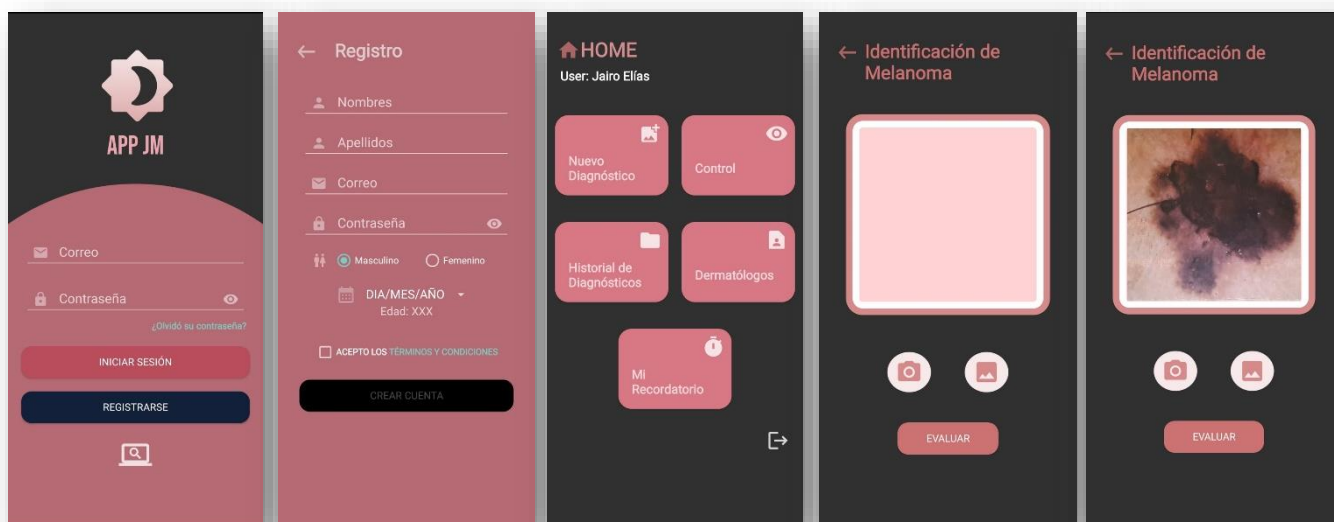 APP JM
Correo
Contraseña
¿Olvidó su contraseña?
INICIAR SESIÓN
REGISTRARSE
Registro
Nombres
Apellidos
Correo
Contraseña
Masculino
Femenino
DIA/MES/AÑO
Edad: XXX
ACEPTO LOS TÉRMINOS Y CONDICIONES
CREAR CUENTA
HOME
User: Jairo Elías
Nuevo
Diagnóstico
Control
Historial de
Diagnósticos
Dermatólogos
Mi
Recordatorio
Identificación de
Melanoma
EVALUAR
Identificación de
Melanoma
EVALUAR